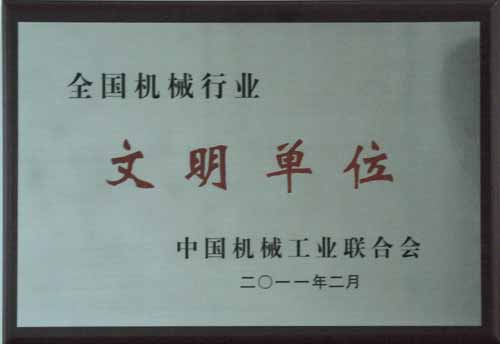 全国机械行业
文明单位
中国机械工业联合会
二〇一一年二月